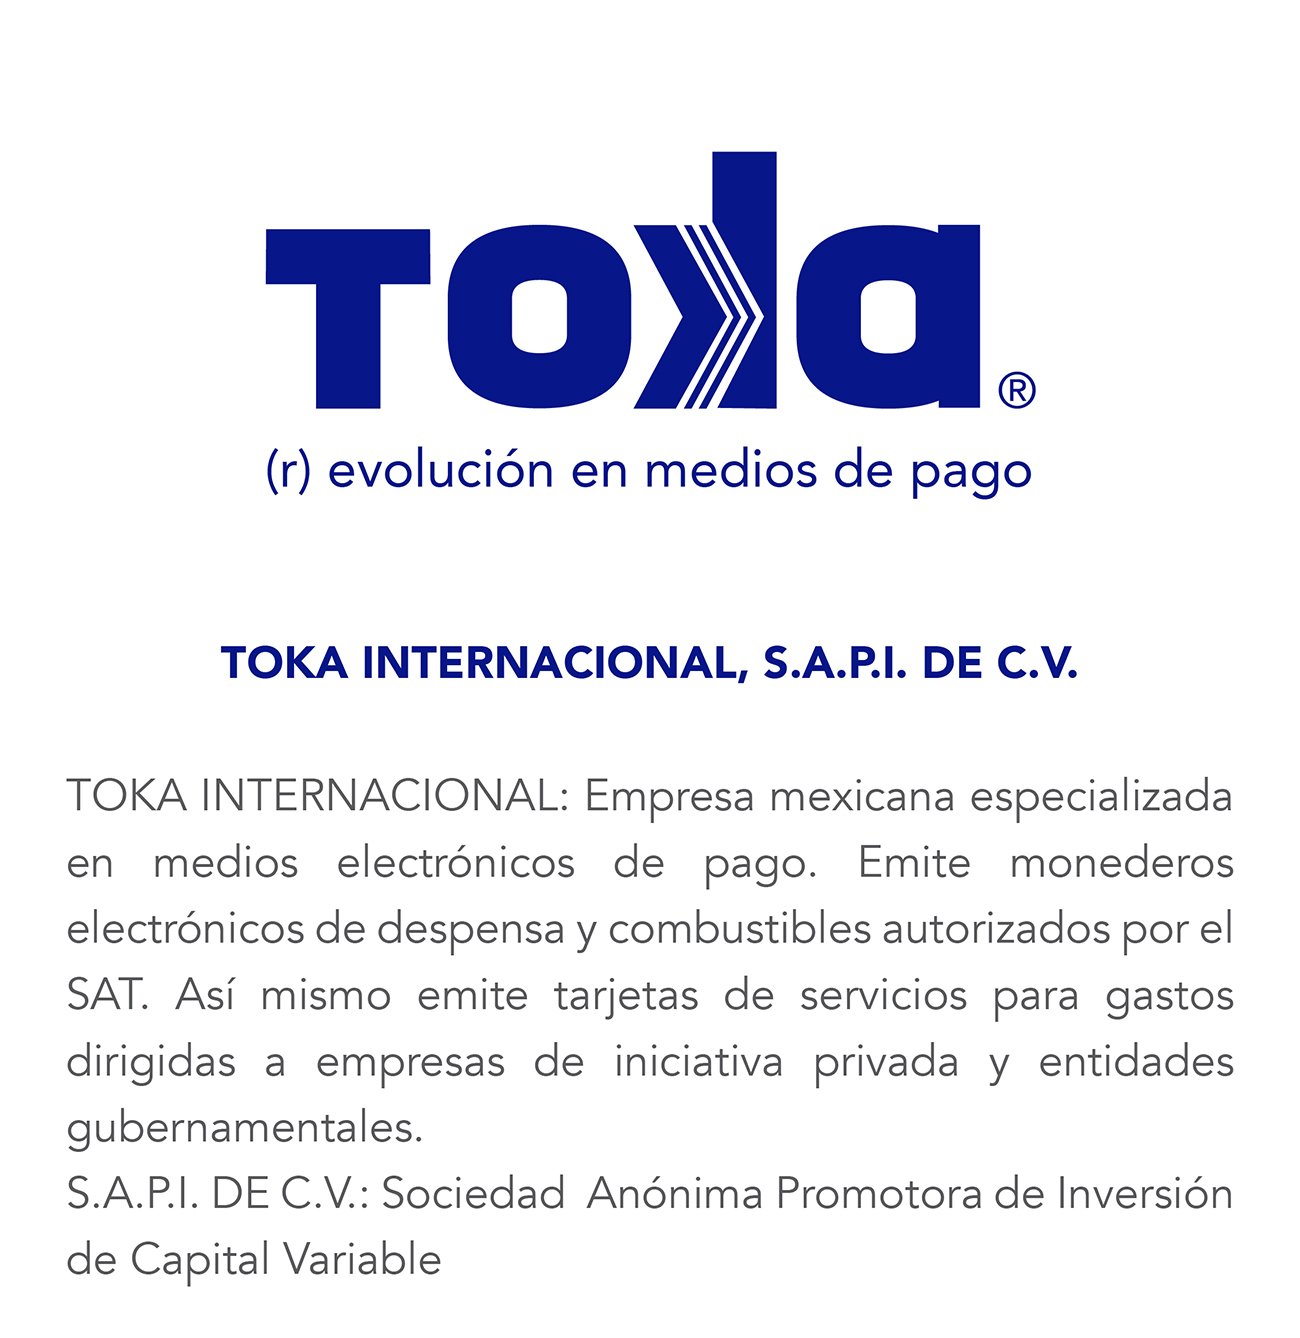 Toka®
(r) evolución en medios de pago
TOKA INTERNACIONAL, S.A.P.I. DE C.V.
TOKA INTERNACIONAL: Empresa mexicana especializada
en medios electrónicos de pago. Emite monederos
electrónicos de despensa y combustibles autorizados por el
SAT. Así mismo emite tarjetas de servicios para gastos
dirigidas a empresas de iniciativa privada y entidades
gubernamentales.
S.A.P.I. DE C.V.: Sociedad Anónima Promotora de Inversión
de Capital Variable